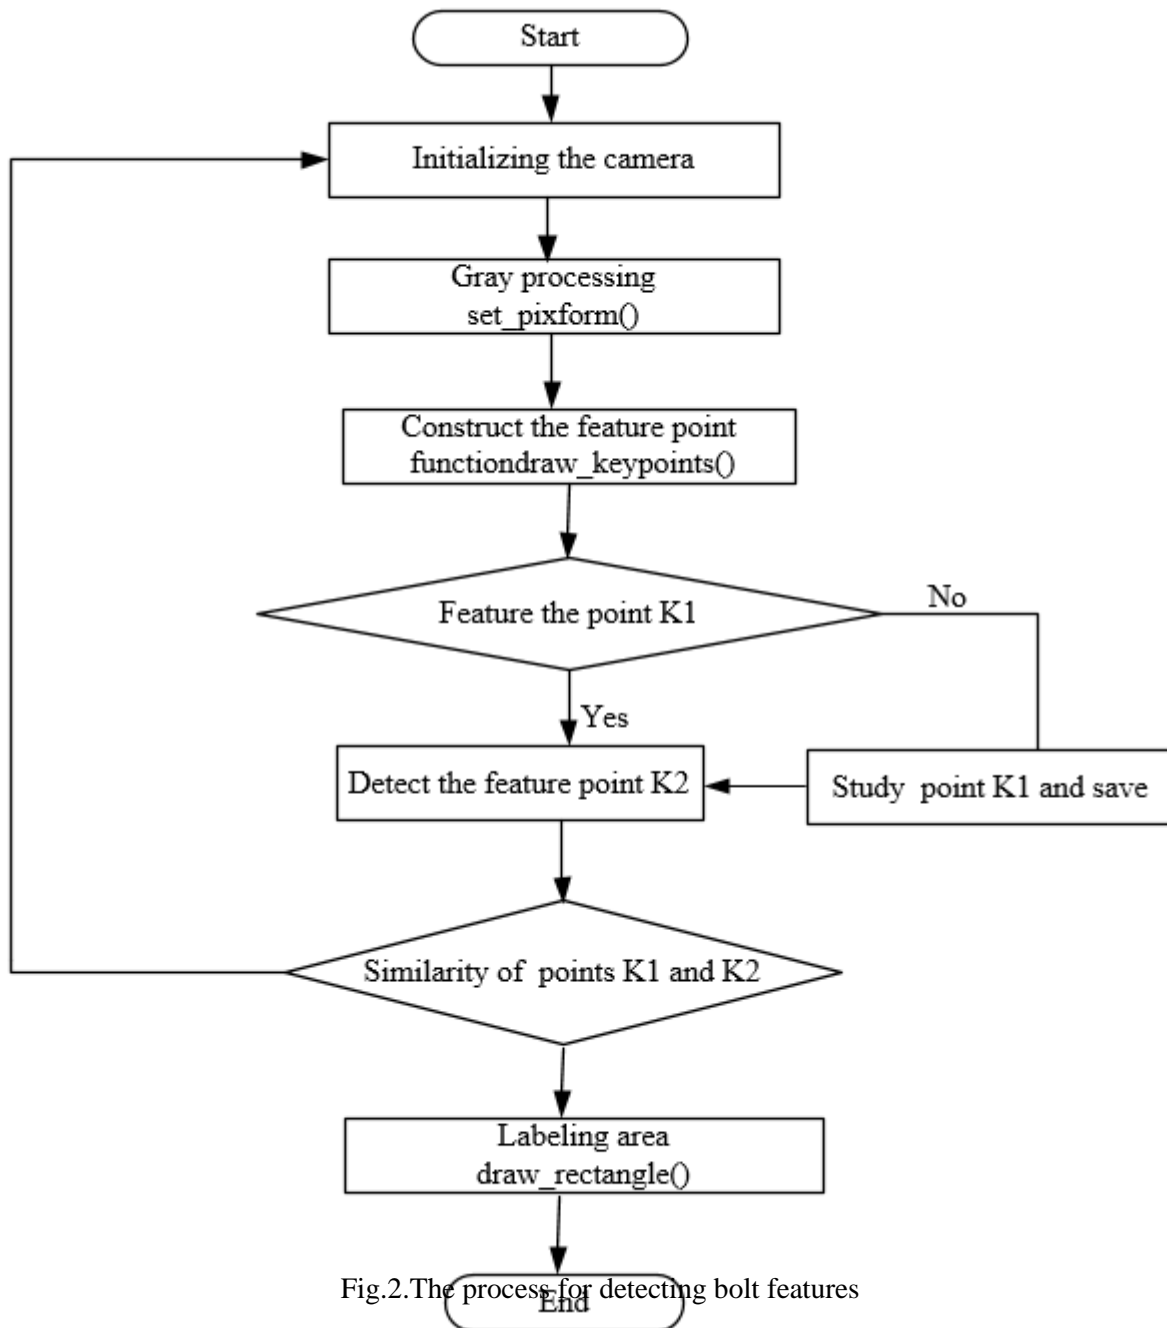 Start
Initializing the camera
Gray processing
set_pixform()
Construct the feature point
functiondraw_keypoints()
Feature the point K1
No
Yes
Detect the feature point K2
Study point K1 and save
Similarity of points K1 and K2
Labeling area
draw_rectangle()
Fig.2.The process for detecting bolt features
End